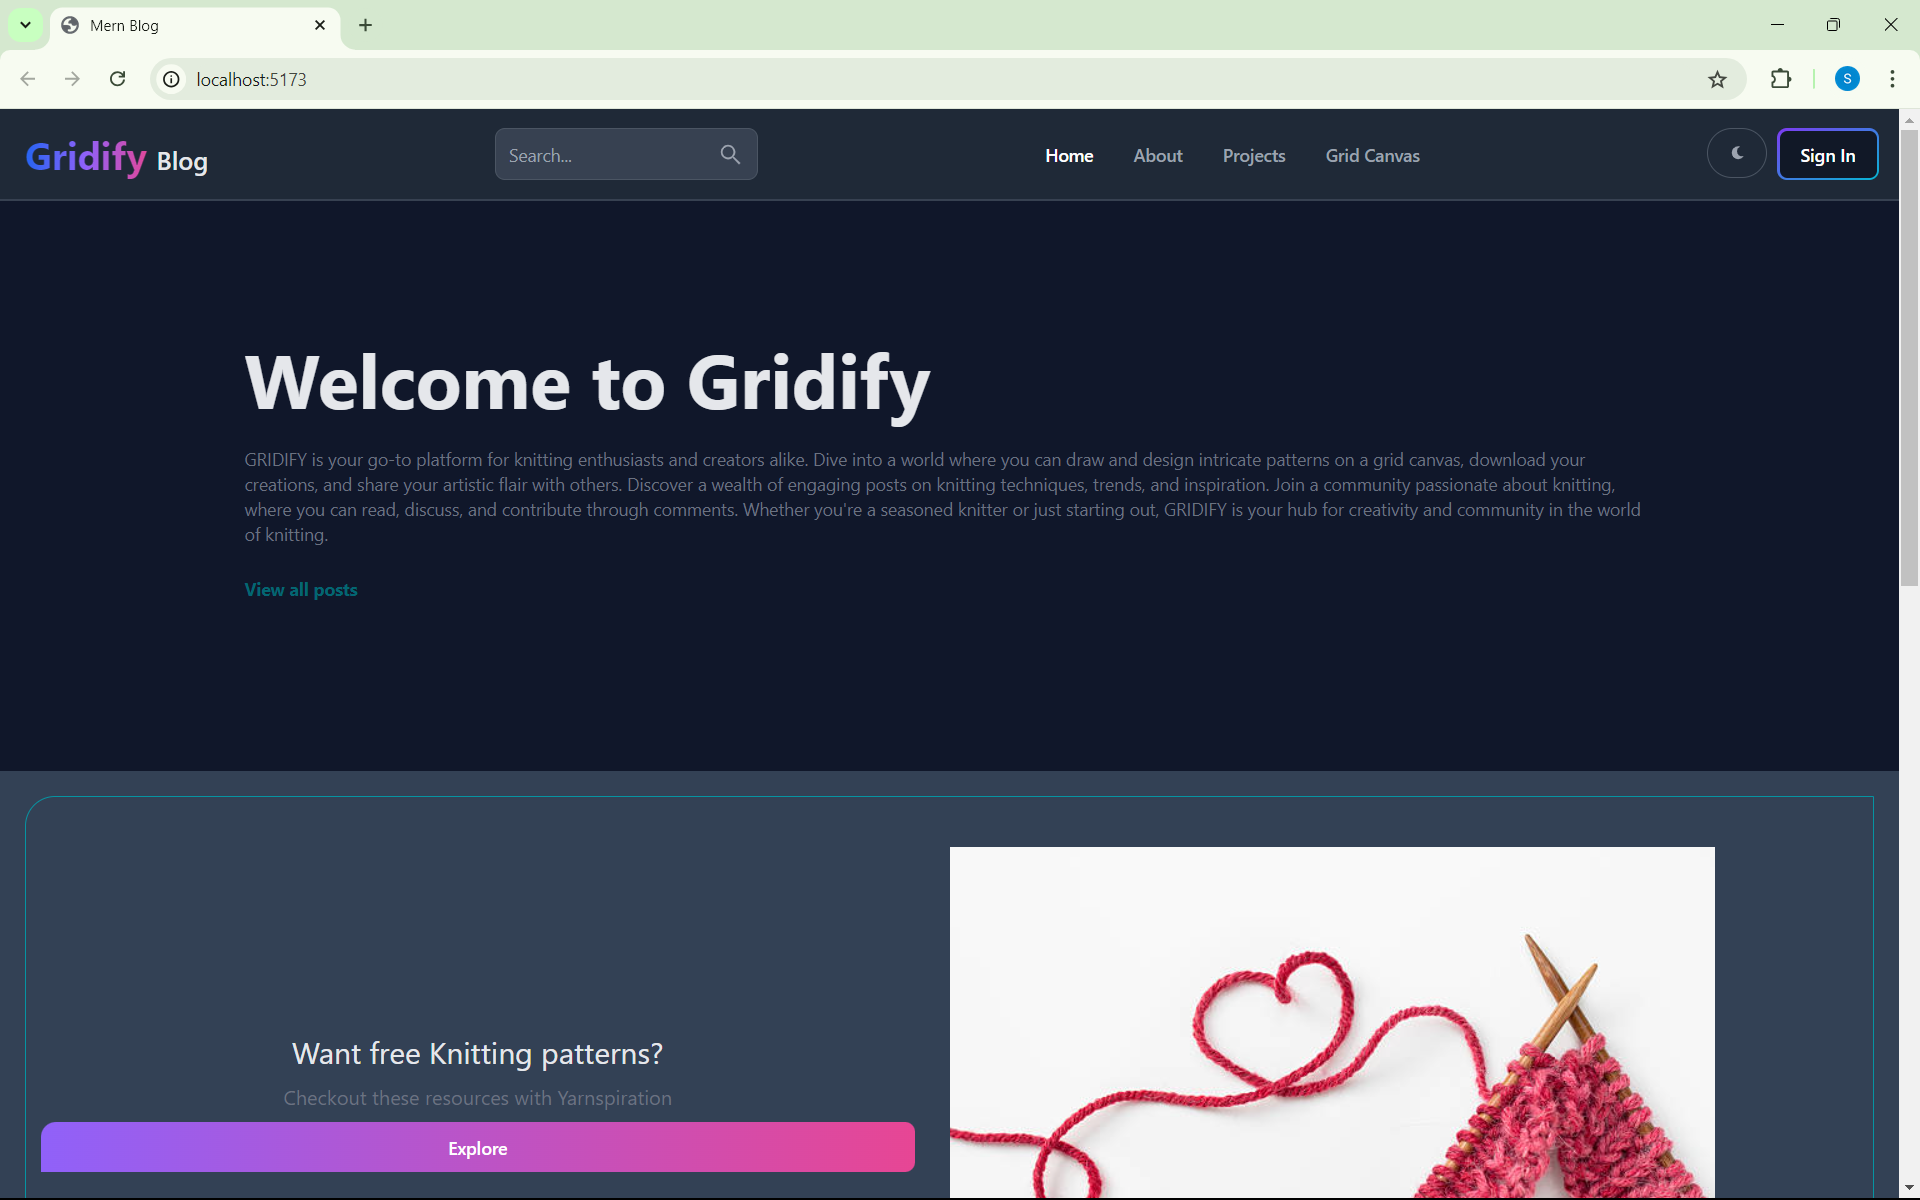 Mern Blog
localhost:5173
S
Gridify Blog
Search...
Home
About
Projects
Grid Canvas
Sign In
Welcome to Gridify
GRIDIFY is your go-to platform for knitting enthusiasts and creators alike. Dive into a world where you can draw and design intricate patterns on a grid canvas, download your
creations, and share your artistic flair with others. Discover a wealth of engaging posts on knitting techniques, trends, and inspiration. Join a community passionate about knitting,
where you can read, discuss, and contribute through comments. Whether you're a seasoned knitter or just starting out, GRIDIFY is your hub for creativity and community in the world
of knitting.
View all posts
Want free Knitting patterns?
Checkout these resources with Yarnspiration
Explore